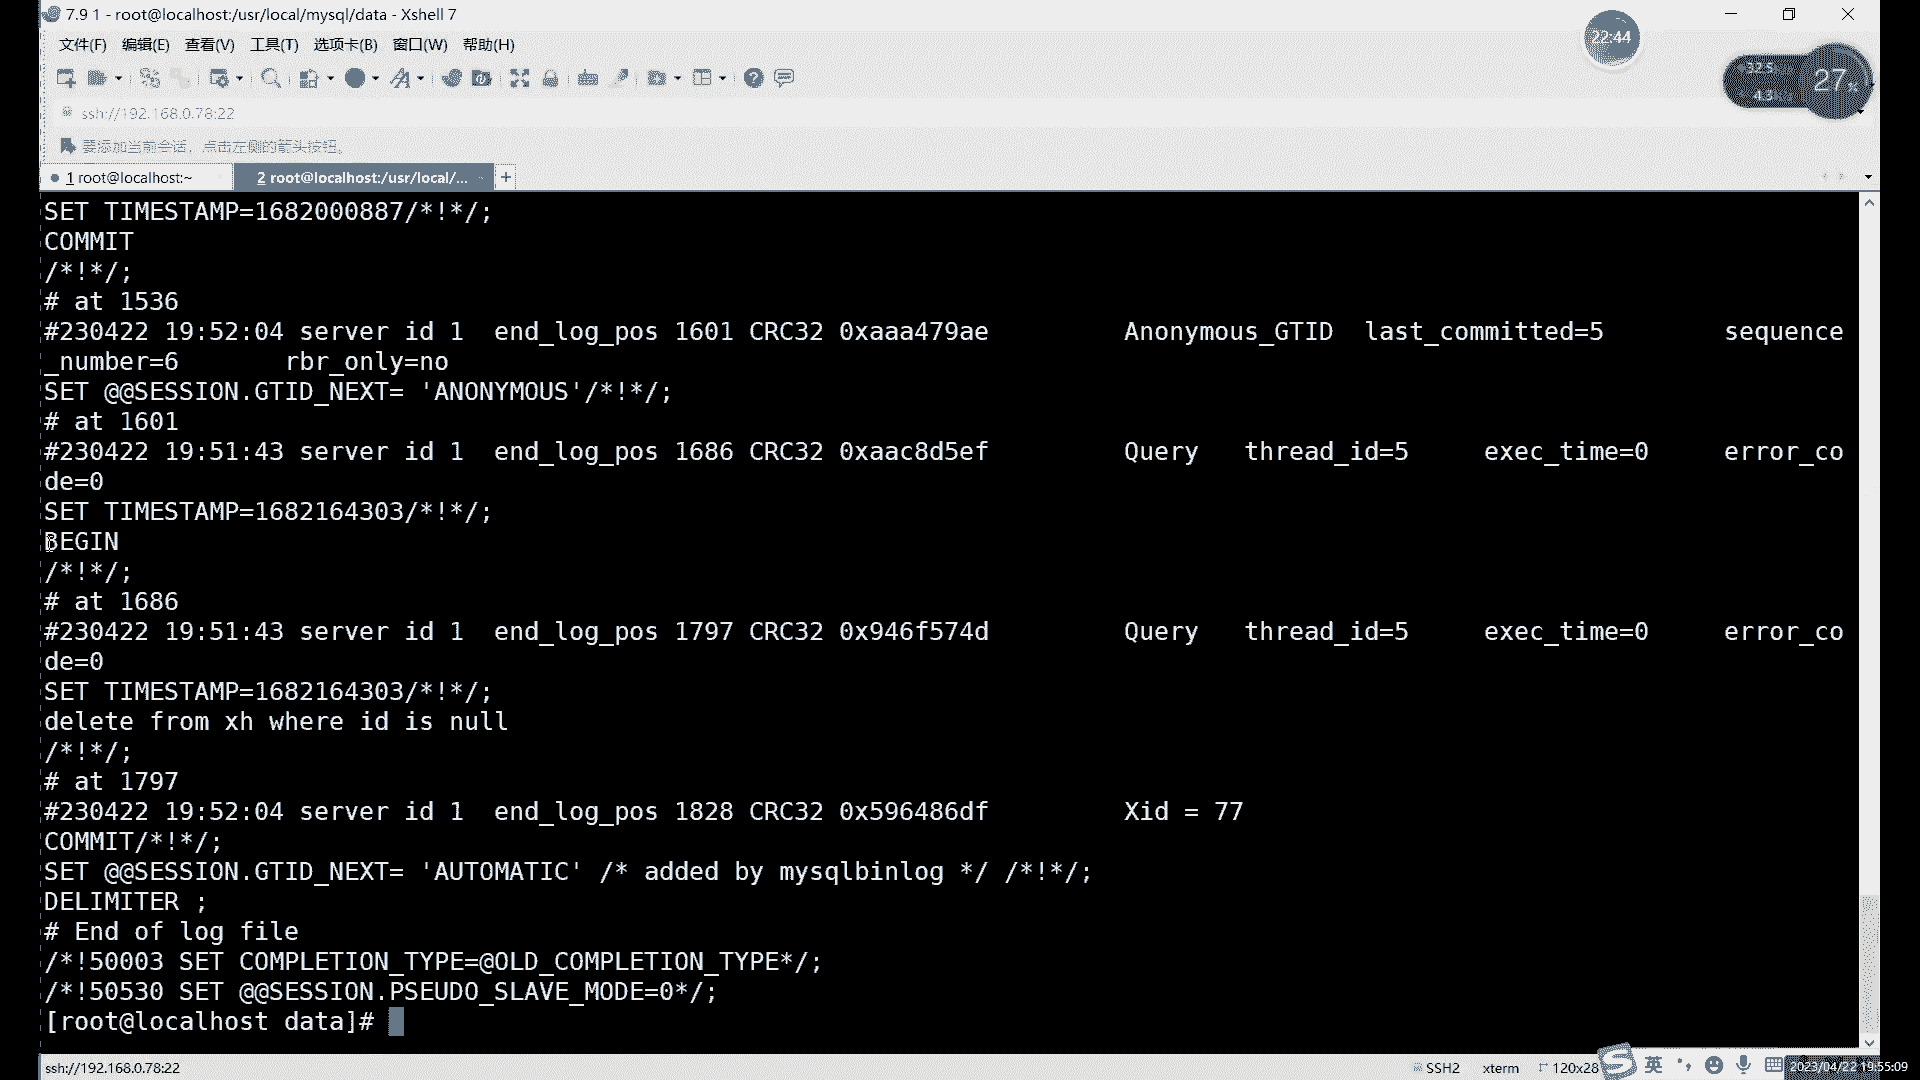 7.9 1 - root@localhost:/usr/local/mysql/data - Xshell 7
文件(F) 编辑(E) 查看(V) 工具(T) 选项卡(B) 窗口(W) 帮助(H)
22:44
32.5
4.3
27%
ssh://192.168.0.78:22
要添加当前会话，点击左侧的箭头按钮。
1 root@localhost:~
2 root@localhost:/usr/local/...
+
SET TIMESTAMP=1682000887/*!*/;
COMMIT
/*!*/;
# at 1536
#230422 19:52:04 server id 1  end_log_pos 1601 CRC32 0xaaa479ae         Anonymous_GTID  last_committed=5        sequence
_number=6       rbr_only=no
SET @@SESSION.GTID_NEXT= 'ANONYMOUS'/*!*/;
# at 1601
#230422 19:51:43 server id 1  end_log_pos 1686 CRC32 0xaac8d5ef         Query   thread_id=5     exec_time=0     error_co
de=0
SET TIMESTAMP=1682164303/*!*/;
BEGIN
/*!*/;
# at 1686
#230422 19:51:43 server id 1  end_log_pos 1797 CRC32 0x946f574d         Query   thread_id=5     exec_time=0     error_co
de=0
SET TIMESTAMP=1682164303/*!*/;
delete from xh where id is null
/*!*/;
# at 1797
#230422 19:52:04 server id 1  end_log_pos 1828 CRC32 0x596486df         Xid = 77
COMMIT/*!*/;
SET @@SESSION.GTID_NEXT= 'AUTOMATIC' /* added by mysqlbinlog */ /*!*/;
DELIMITER ;
# End of log file
/*!50003 SET COMPLETION_TYPE=@OLD_COMPLETION_TYPE*/;
/*!50530 SET @@SESSION.PSEUDO_SLAVE_MODE=0*/;
[root@localhost data]#
ssh://192.168.0.78:22
SSH2 xterm 120x28
英
2023/04/22 19:55:09